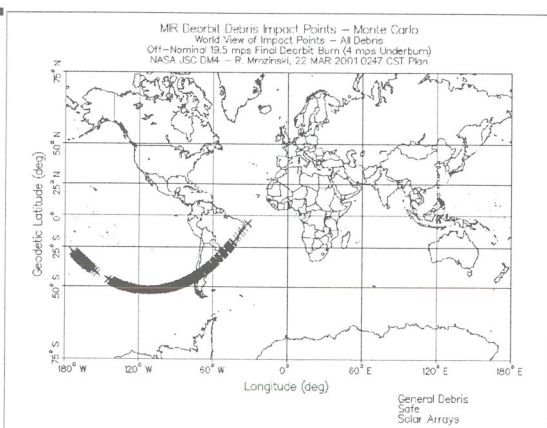 MIR Deorbit Debris Impact Points – Monte Carlo
World View of Impact Points – All Debris
Off-Nominal 19.5 mps Final Deorbit Burn (4 mps Underburn)
NASA JSC DM4 – R. Mrozinski, 22 MAR 2001 0247 CST Plan
Geodetic Latitude (deg)
75° N
50° N
25° N
0°
25° S
50° S
75° S
180° W
120° W
60° W
0°
60° E
120° E
180° E
Longitude (deg)
General Debris
Safe
Solar Arrays